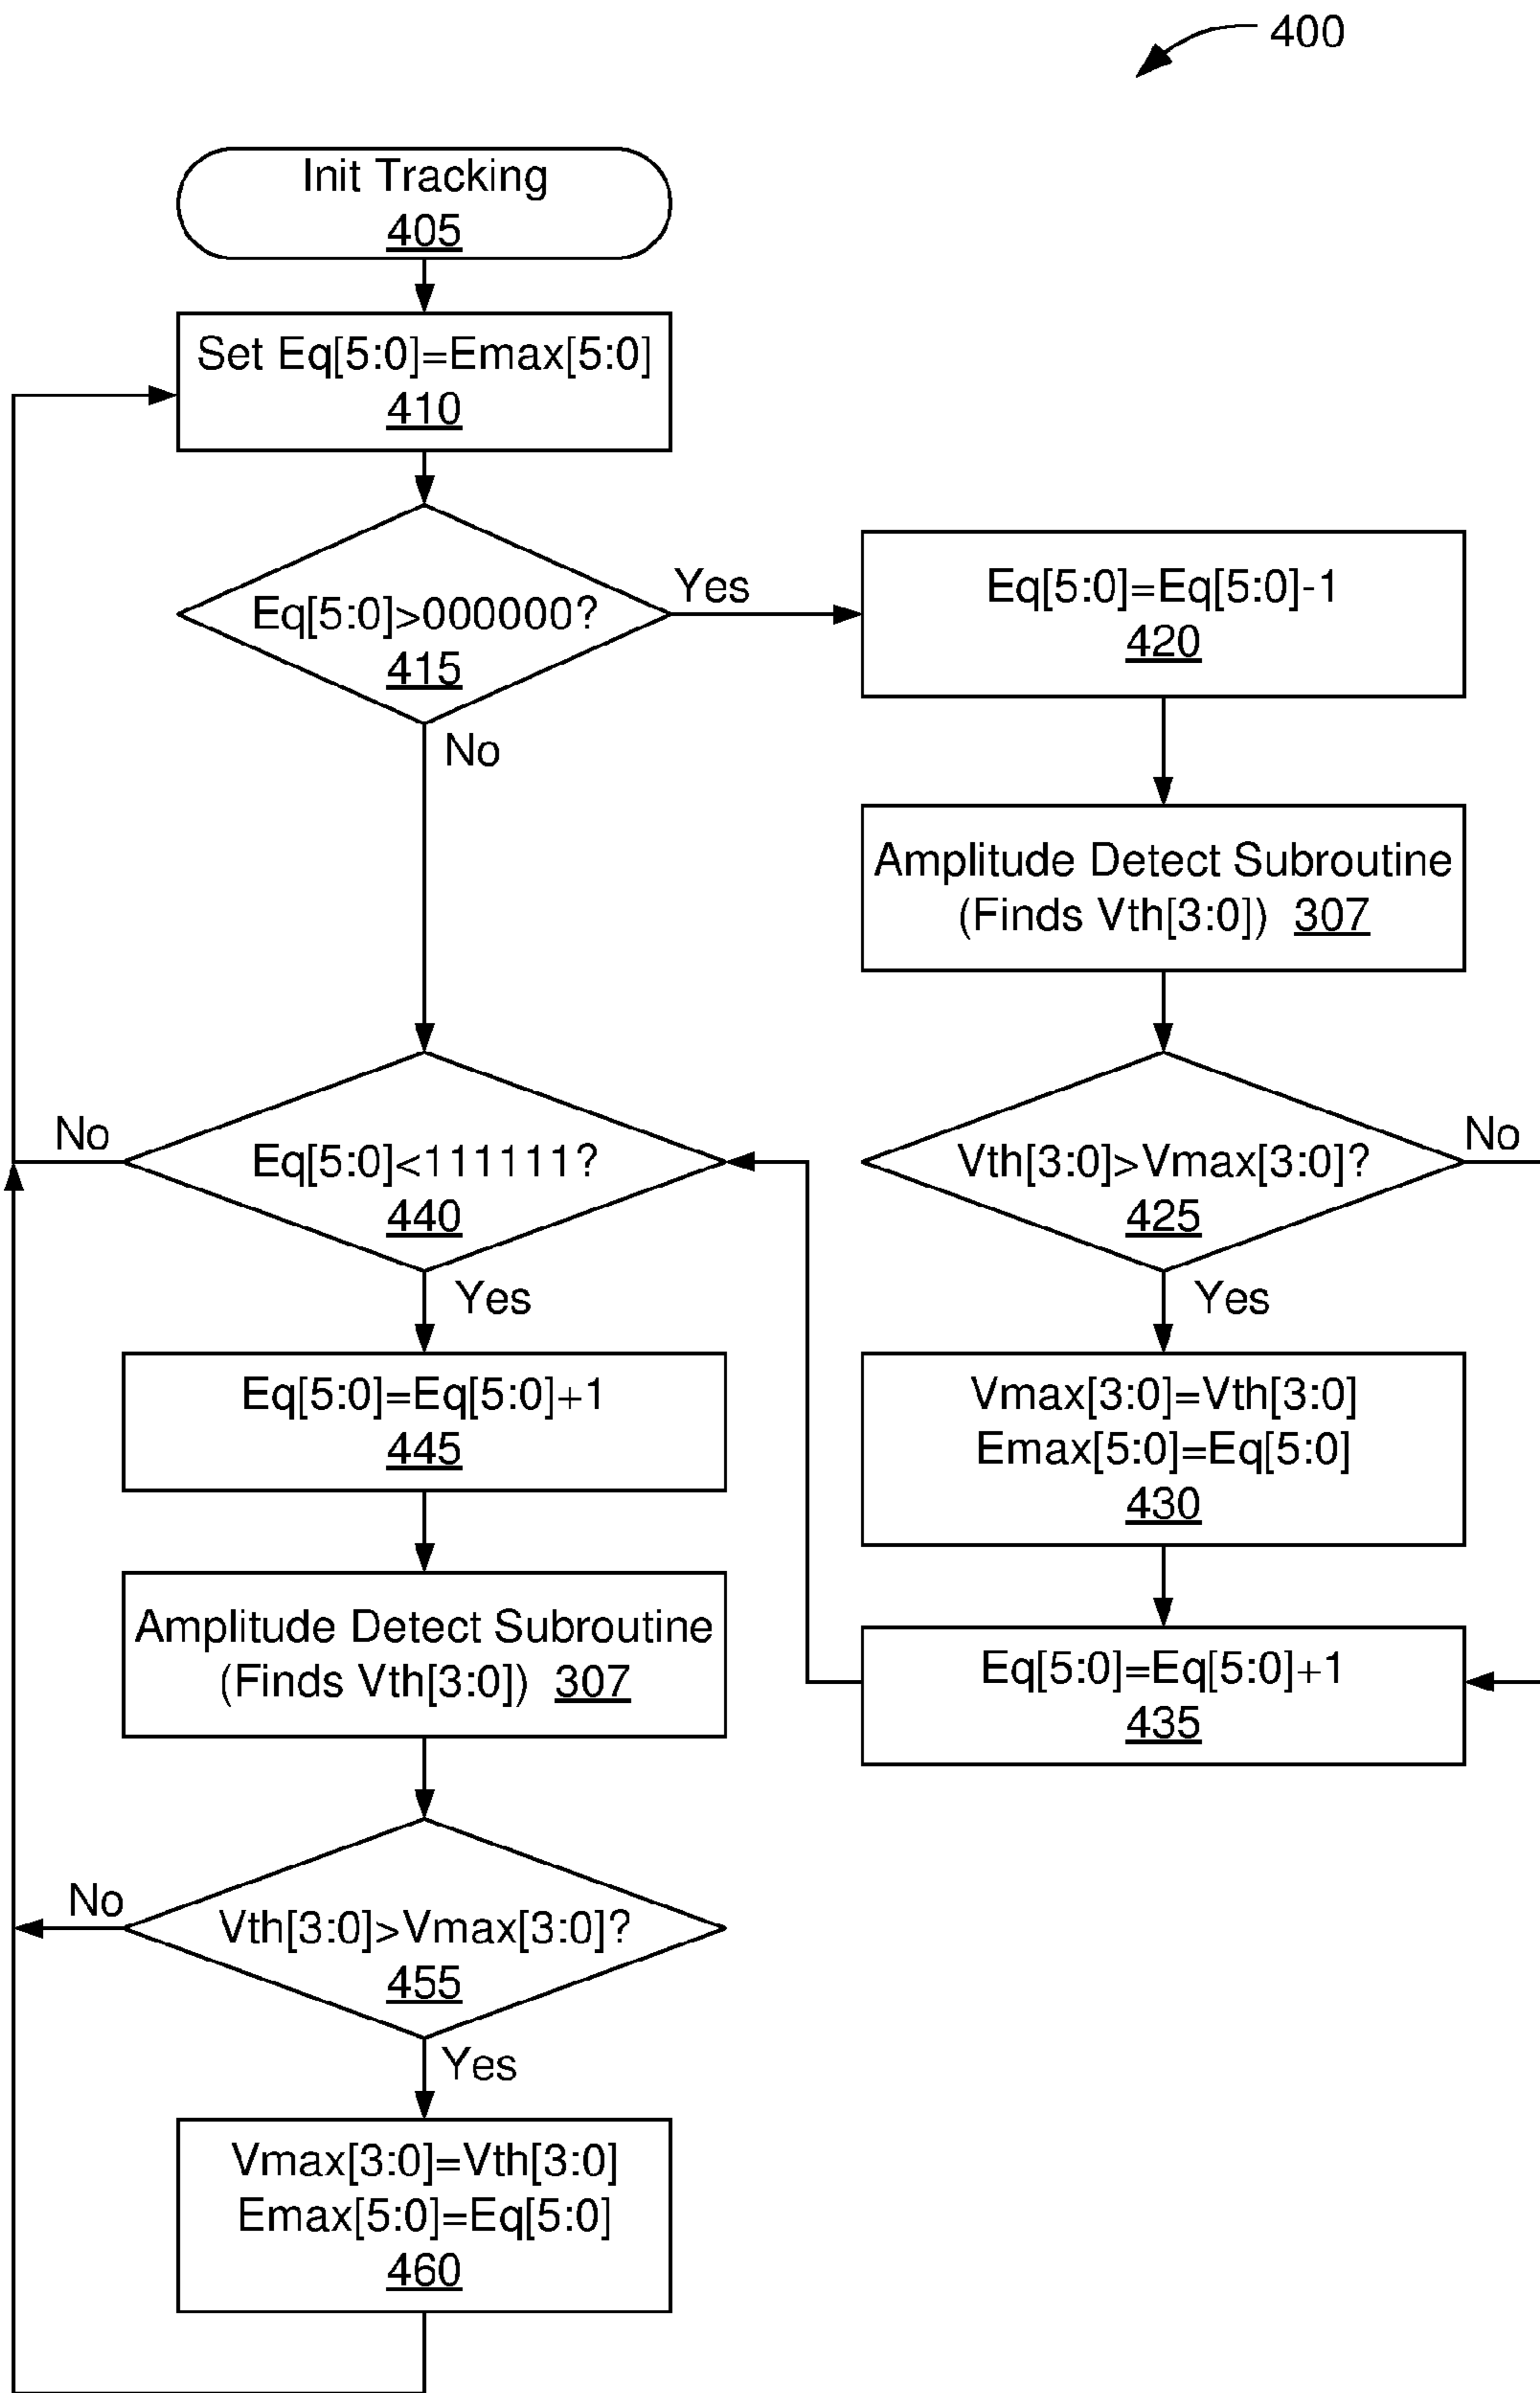 400
Init Tracking
405
Set Eq[5:0]=Emax[5:0]
410
Eq[5:0]>000000?
415
Yes
No
Eq[5:0]=Eq[5:0]-1
420
Amplitude Detect Subroutine
(Finds Vth[3:0]) 307
Vth[3:0]>Vmax[3:0]?
425
No
Yes
Vmax[3:0]=Vth[3:0]
Emax[5:0]=Eq[5:0]
430
Eq[5:0]=Eq[5:0]+1
435
Eq[5:0]<111111?
440
No
Yes
Eq[5:0]=Eq[5:0]+1
445
Amplitude Detect Subroutine
(Finds Vth[3:0]) 307
Vth[3:0]>Vmax[3:0]?
455
No
Yes
Vmax[3:0]=Vth[3:0]
Emax[5:0]=Eq[5:0]
460